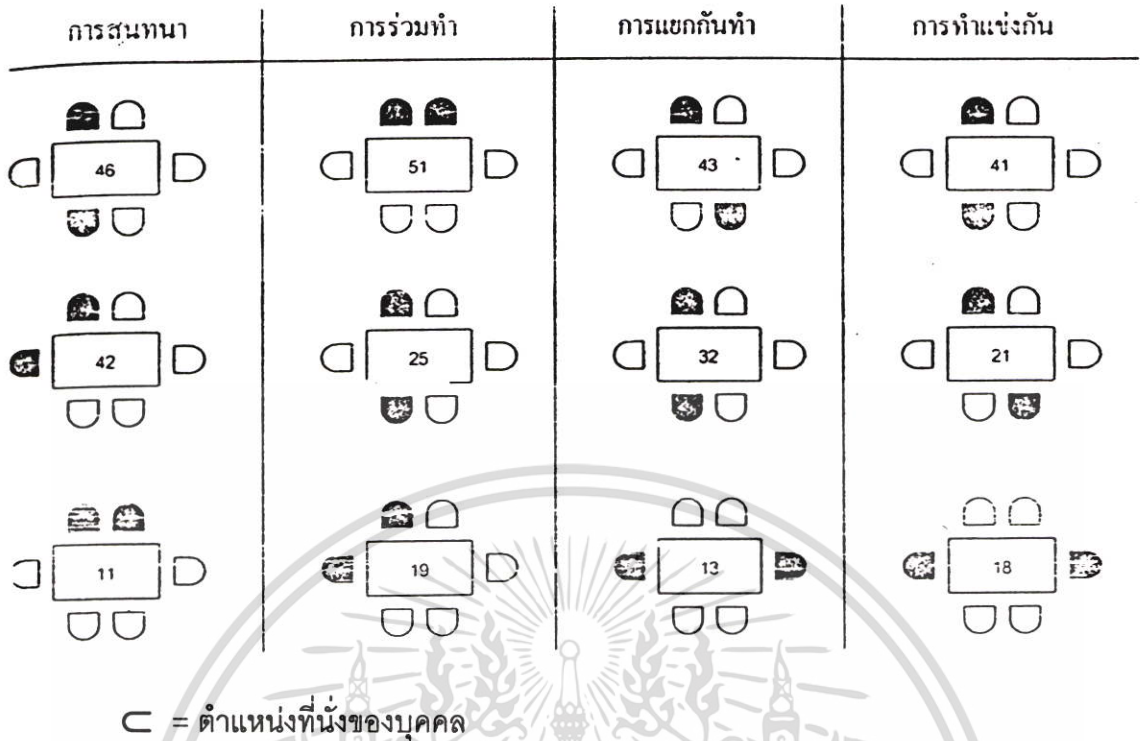 การสนทนา การร่วมทำ การแยกกันทำ การทำแข่งกัน
46 51 43 41
42 25 32 21
11 19 13 18
⊂ = ตำแหน่งที่นั่งของบุคคล